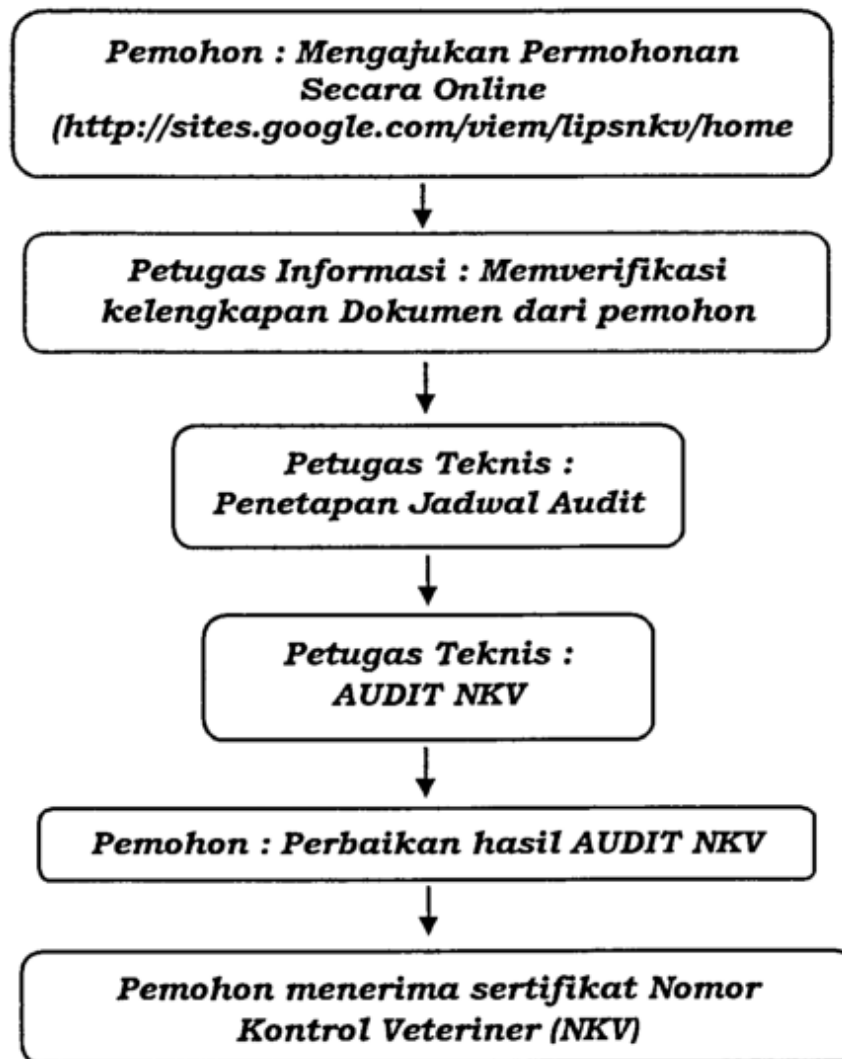 Pemohon : Mengajukan Permohonan
Secara Online
(http://sites.google.com/viem/lipsnkv/home
Petugas Informasi : Memverifikasi
kelengkapan Dokumen dari pemohon
Petugas Teknis :
Penetapan Jadwal Audit
Petugas Teknis :
AUDIT NKV
Pemohon : Perbaikan hasil AUDIT NKV
Pemohon menerima sertifikat Nomor
Kontrol Veteriner (NKV)